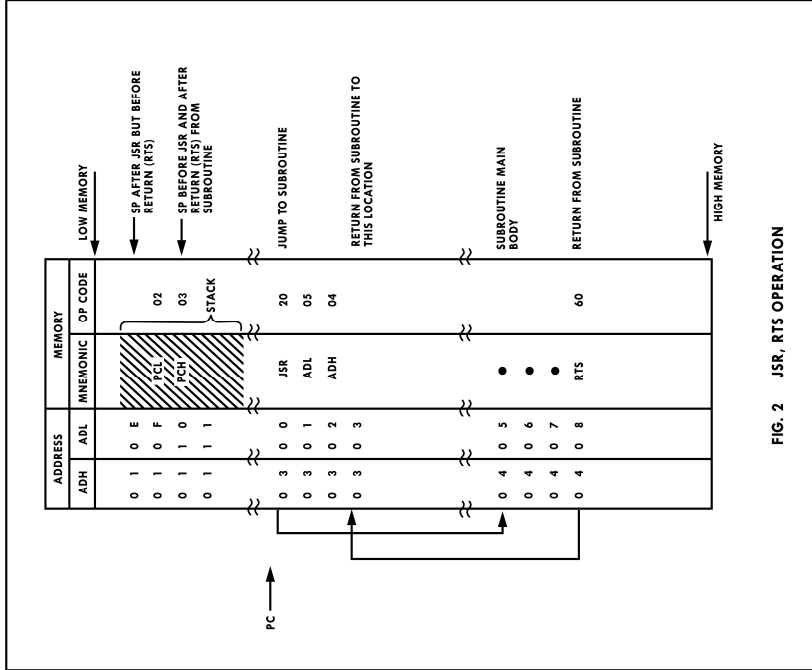 ADDRESS MEMORY
ADH ADL MNEMONIC OP CODE
LOW MEMORY
0 1 0 E
SP AFTER JSR BUT BEFORE
RETURN (RTS)
0 1 0 F PCL 02
0 1 1 0 PCH 03
SP BEFORE JSR AND AFTER
RETURN (RTS) FROM
SUBROUTINE
0 1 1 1
STACK
PC
0 3 0 0 JSR 20 JUMP TO SUBROUTINE
0 3 0 1 ADL 05
0 3 0 2 ADH 04
0 3 0 3
RETURN FROM SUBROUTINE TO
THIS LOCATION
0 4 0 5 ● SUBROUTINE MAIN
BODY
0 4 0 6 ●
0 4 0 7 ●
0 4 0 8 RTS 60 RETURN FROM SUBROUTINE
HIGH MEMORY
FIG. 2 JSR, RTS OPERATION